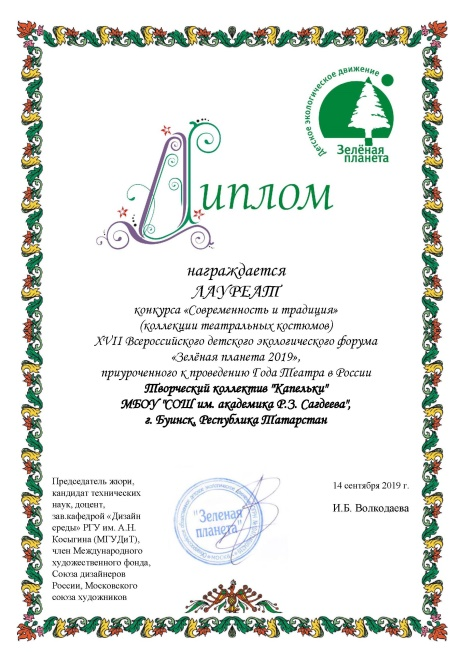 Детское экологическое движение
Зелёная
планета
Диплом
награждается
ЛАУРЕАТ
конкурса «Современность и традиция»
(коллекции театральных костюмов)
XVII Всероссийского детского экологического форума
«Зелёная планета 2019»,
приуроченного к проведению Года Театра в России
Творческий коллектив "Капельки"
МБОУ "СОШ им. академика Р.З. Сагдеева",
г. Буинск, Республика Татарстан
Председатель жюри,
кандидат технических
наук, доцент,
зав.кафедрой «Дизайн
среды» РГУ им. А.Н.
Косыгина (МГУДиТ),
член Международного
художественного фонда,
Союза дизайнеров
России, Московского
союза художников
"Зеленая
планета"
14 сентября 2019 г.
И.Б. Волкодаева